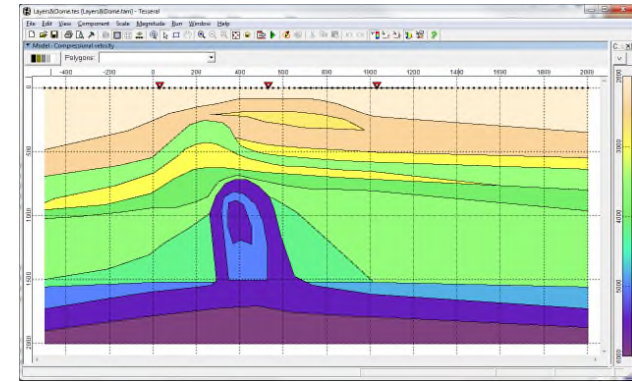 Layers&Dome.tes [Layers&Dome.tam] - Tesseral
File Edit View Component Scale Magnitude Run Window Help
Model - Compressional velocity
Polygons:
-400 -200 0 200 400 600 800 1000 1200 1400 1600 1800 2000
0
500
1000
1500
2000
2000
3000
4000
5000
6000